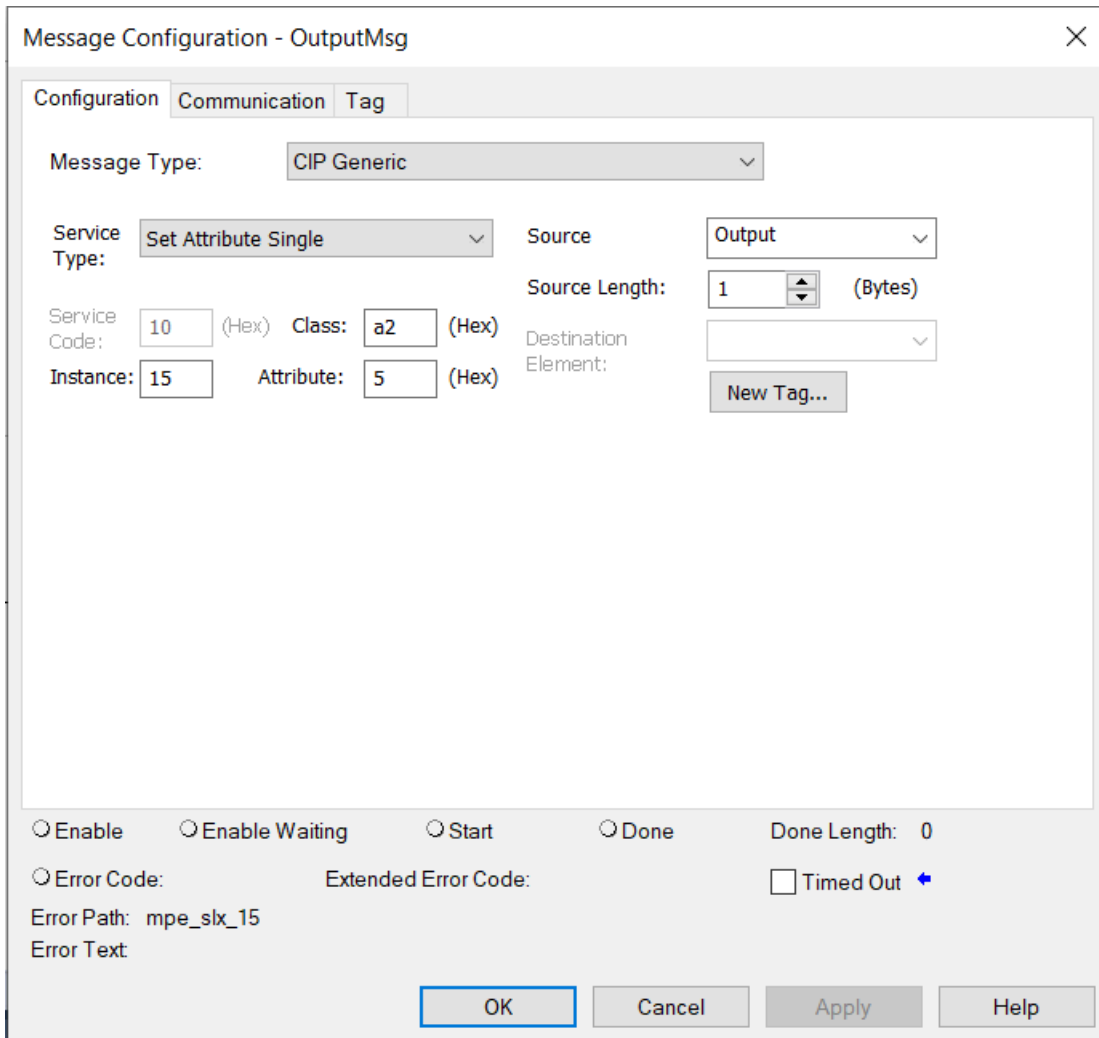 Message Configuration - OutputMsg
Configuration Communication Tag
Message Type: CIP Generic
Service Type: Set Attribute Single
Source Output
Source Length: 1 (Bytes)
Service Code: 10 (Hex) Class: a2 (Hex)
Destination Element:
Instance: 15 Attribute: 5 (Hex)
New Tag...
Enable Enable Waiting Start Done Done Length: 0
Error Code: Extended Error Code: Timed Out
Error Path: mpe_slx_15
Error Text:
OK Cancel Apply Help